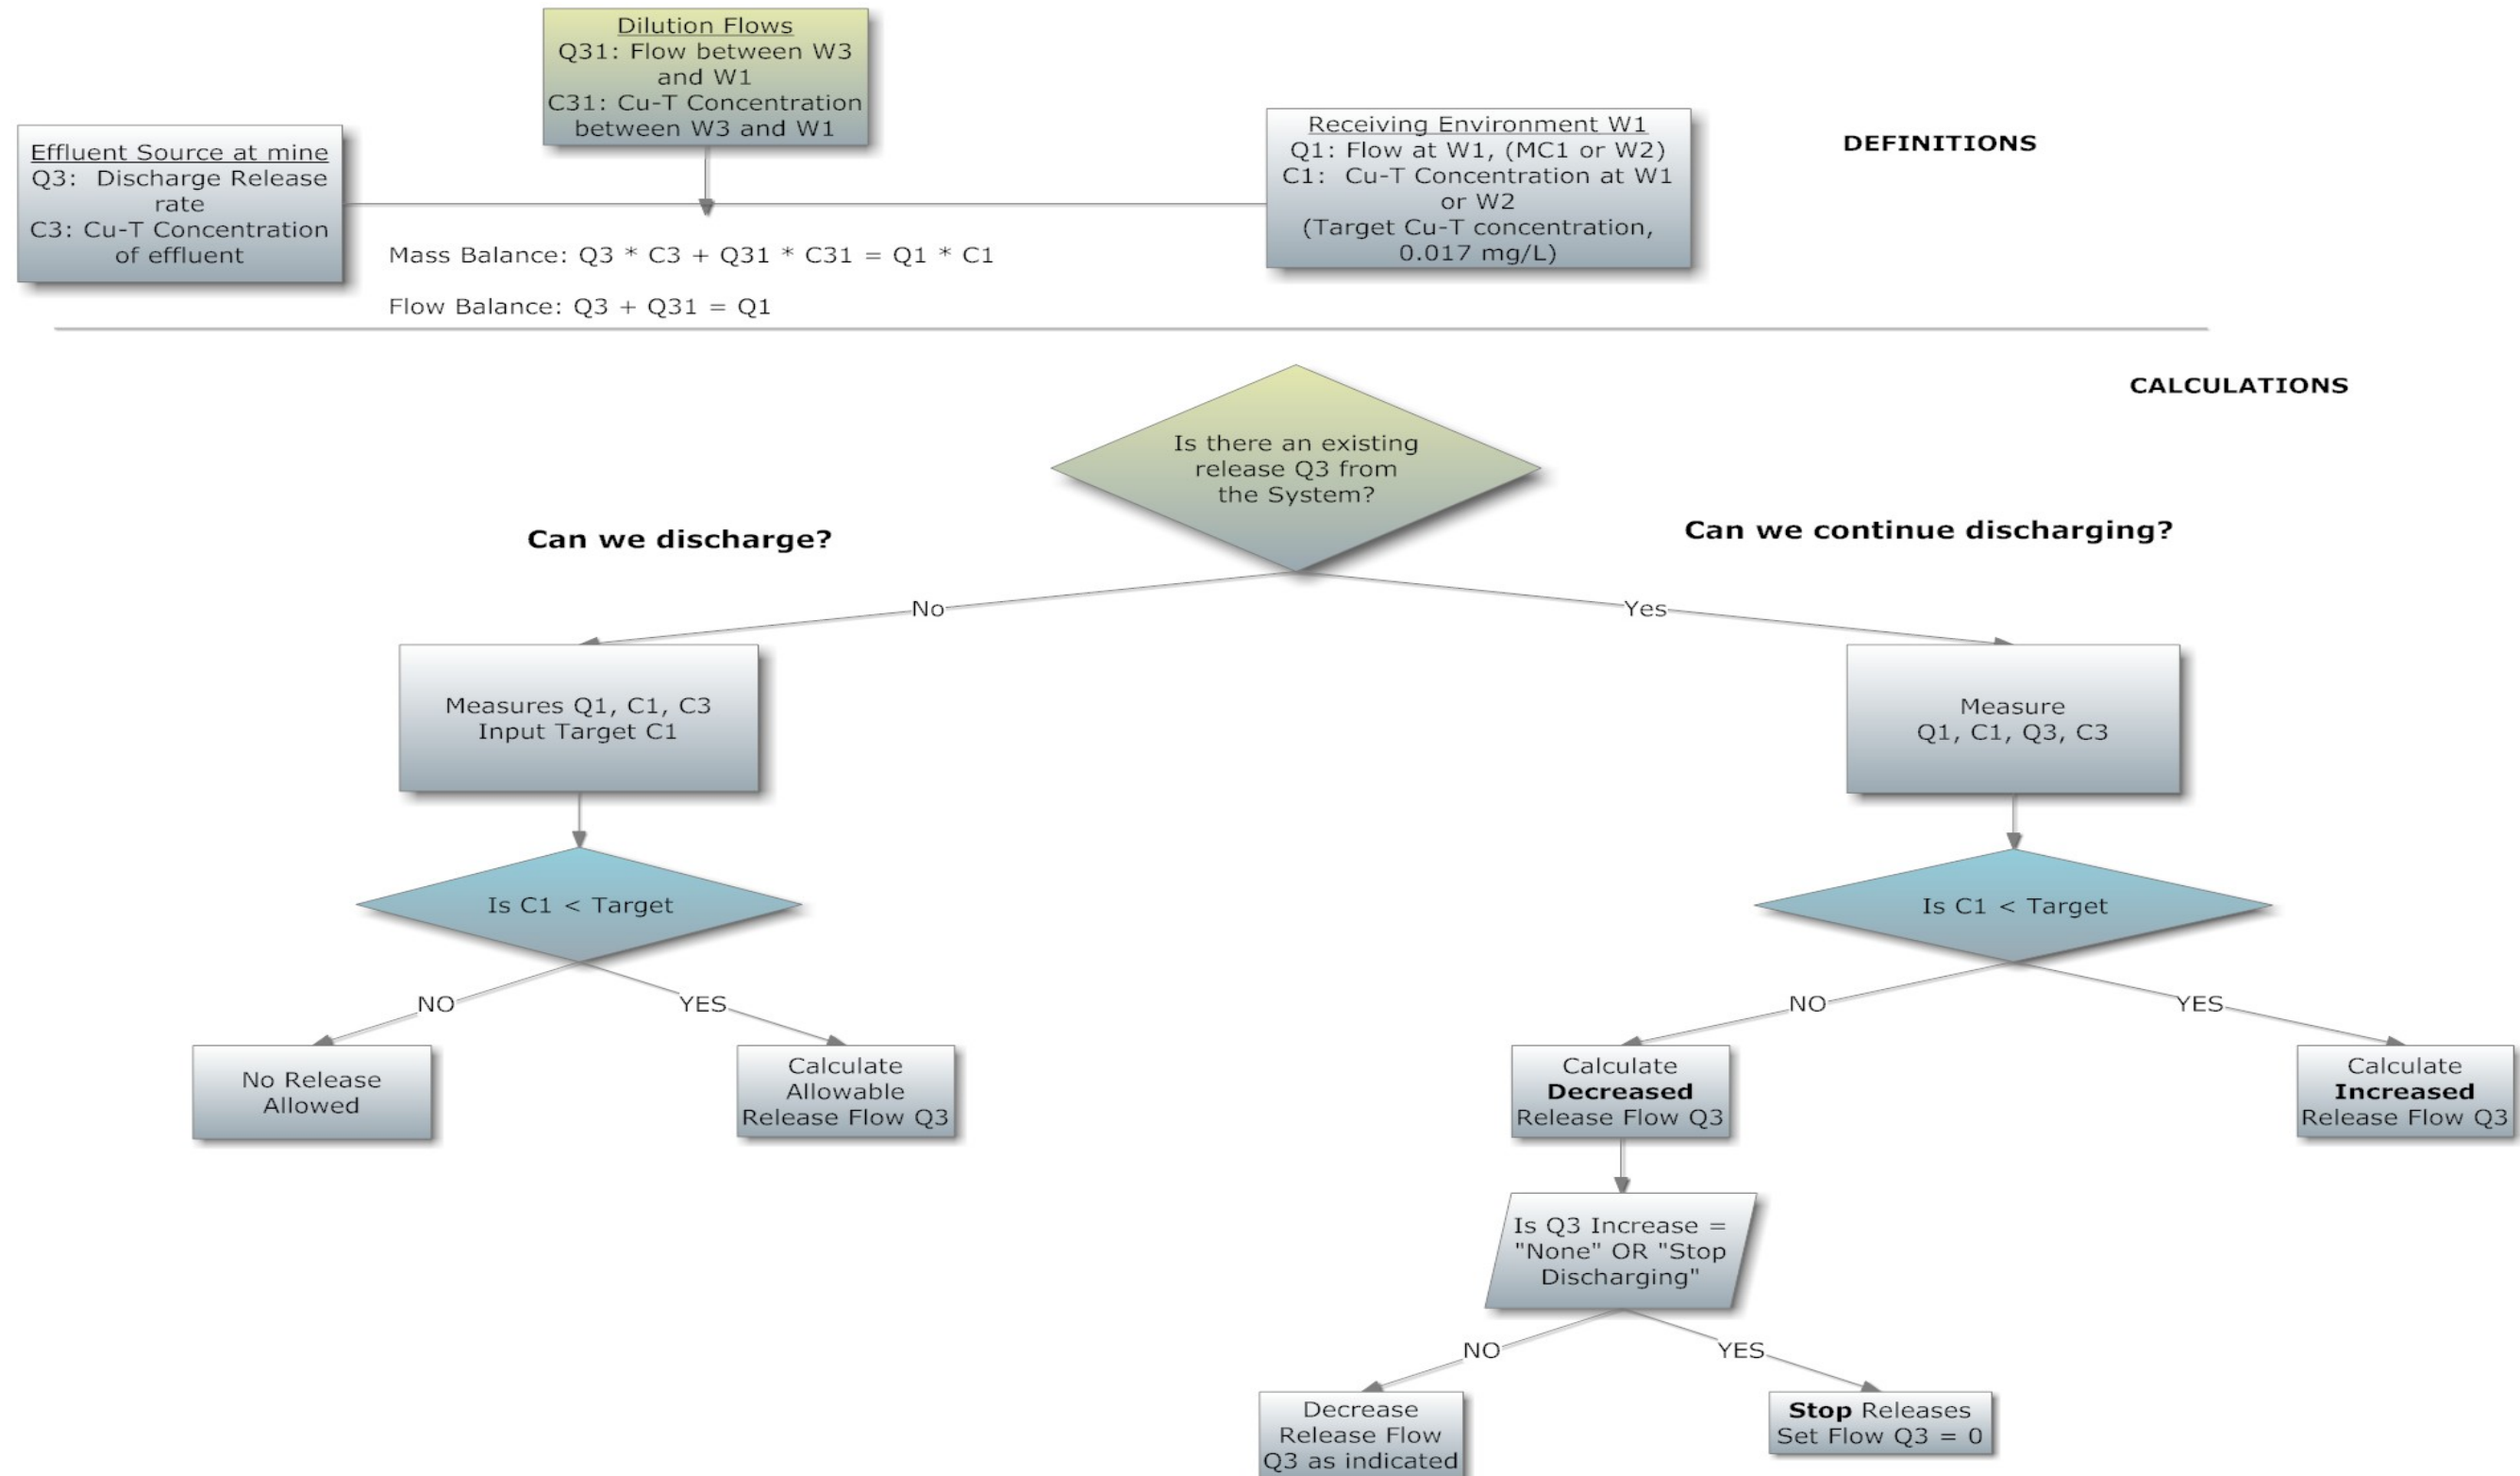 Dilution Flows
Q31: Flow between W3
and W1
C31: Cu-T Concentration
between W3 and W1
Effluent Source at mine
Q3:  Discharge Release
rate
C3: Cu-T Concentration
of effluent
Receiving Environment W1
Q1: Flow at W1, (MC1 or W2)
C1:  Cu-T Concentration at W1
or W2
(Target Cu-T concentration,
0.017 mg/L)
DEFINITIONS
Mass Balance: Q3 * C3 + Q31 * C31 = Q1 * C1
Flow Balance: Q3 + Q31 = Q1
CALCULATIONS
Is there an existing
release Q3 from
the System?
Can we discharge?
Can we continue discharging?
No
Yes
Measures Q1, C1, C3
Input Target C1
Measure
Q1, C1, Q3, C3
Is C1 < Target
Is C1 < Target
NO
YES
NO
YES
No Release
Allowed
Calculate
Allowable
Release Flow Q3
Calculate
Decreased
Release Flow Q3
Calculate
Increased
Release Flow Q3
Is Q3 Increase =
"None" OR "Stop
Discharging"
NO
YES
Decrease
Release Flow
Q3 as indicated
Stop Releases
Set Flow Q3 = 0